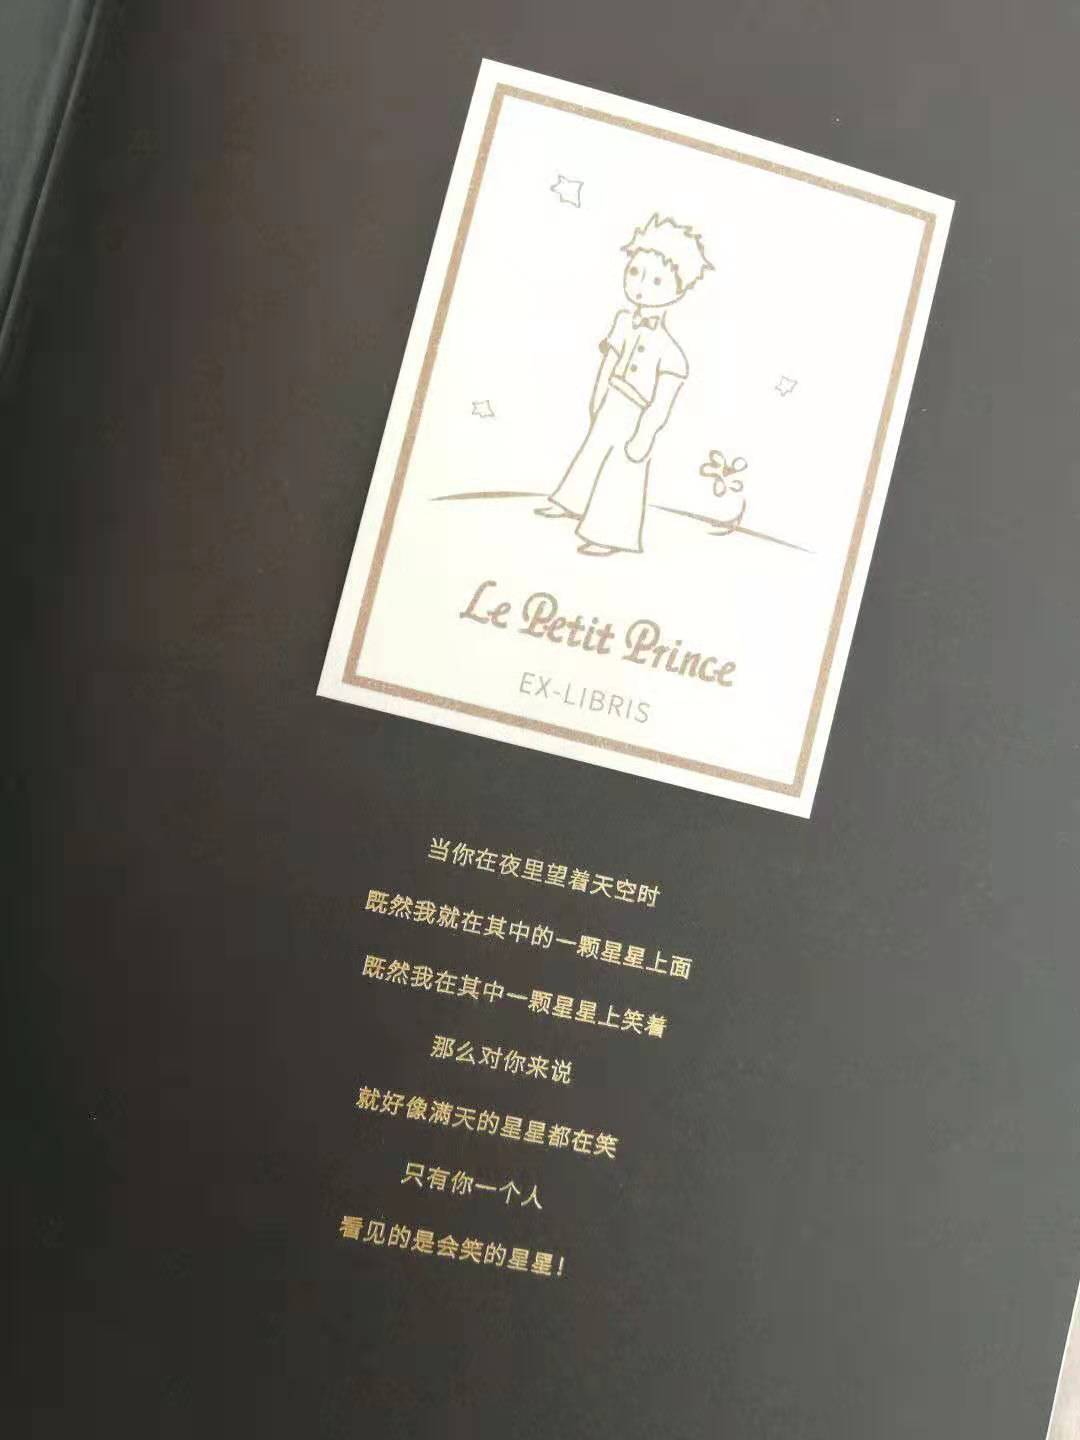 Le Petit Prince
EX-LIBRIS
当你在夜里望着天空时
既然我就在其中的一颗星星上面
既然我在其中一颗星星上笑着
那么对你来说
就好像满天的星星都在笑
只有你一个人
看见的是会笑的星星！